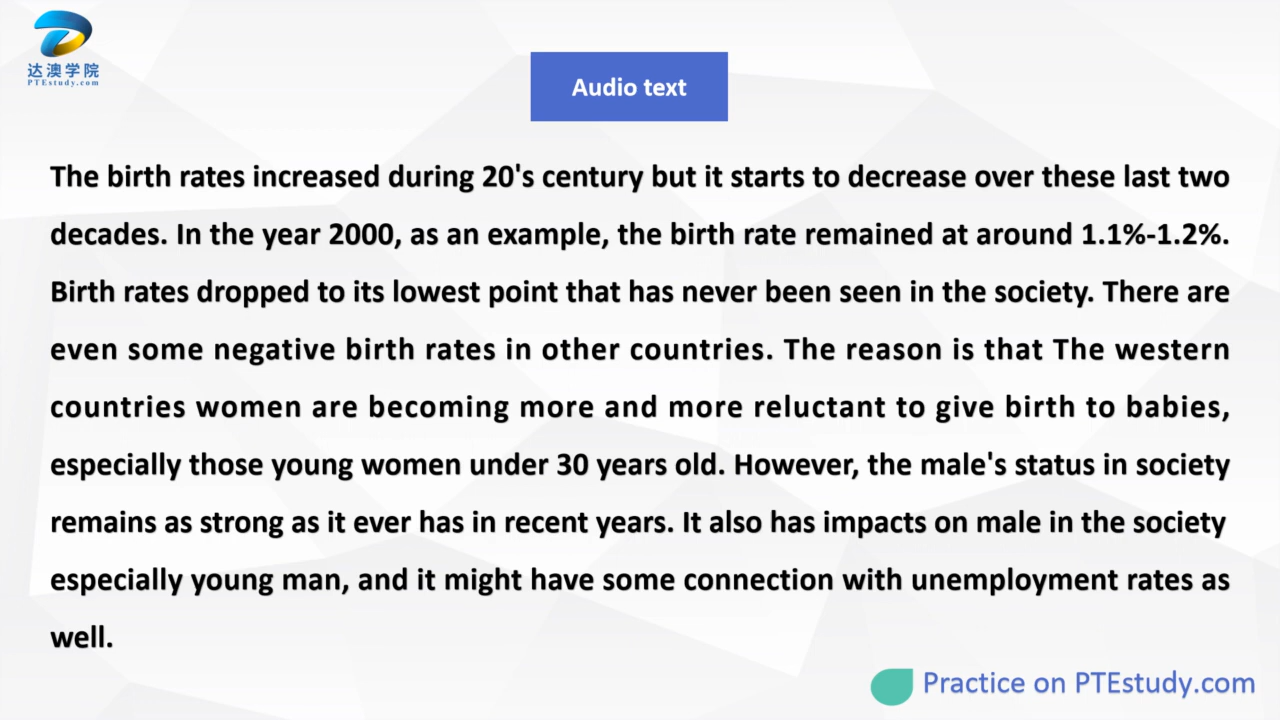 达澳学院
PTEstudy.com
Audio text
The birth rates increased during 20's century but it starts to decrease over these last two
decades. In the year 2000, as an example, the birth rate remained at around 1.1%-1.2%.
Birth rates dropped to its lowest point that has never been seen in the society. There are
even some negative birth rates in other countries. The reason is that The western
countries women are becoming more and more reluctant to give birth to babies,
especially those young women under 30 years old. However, the male's status in society
remains as strong as it ever has in recent years. It also has impacts on male in the society
especially young man, and it might have some connection with unemployment rates as
well.
Practice on PTEstudy.com